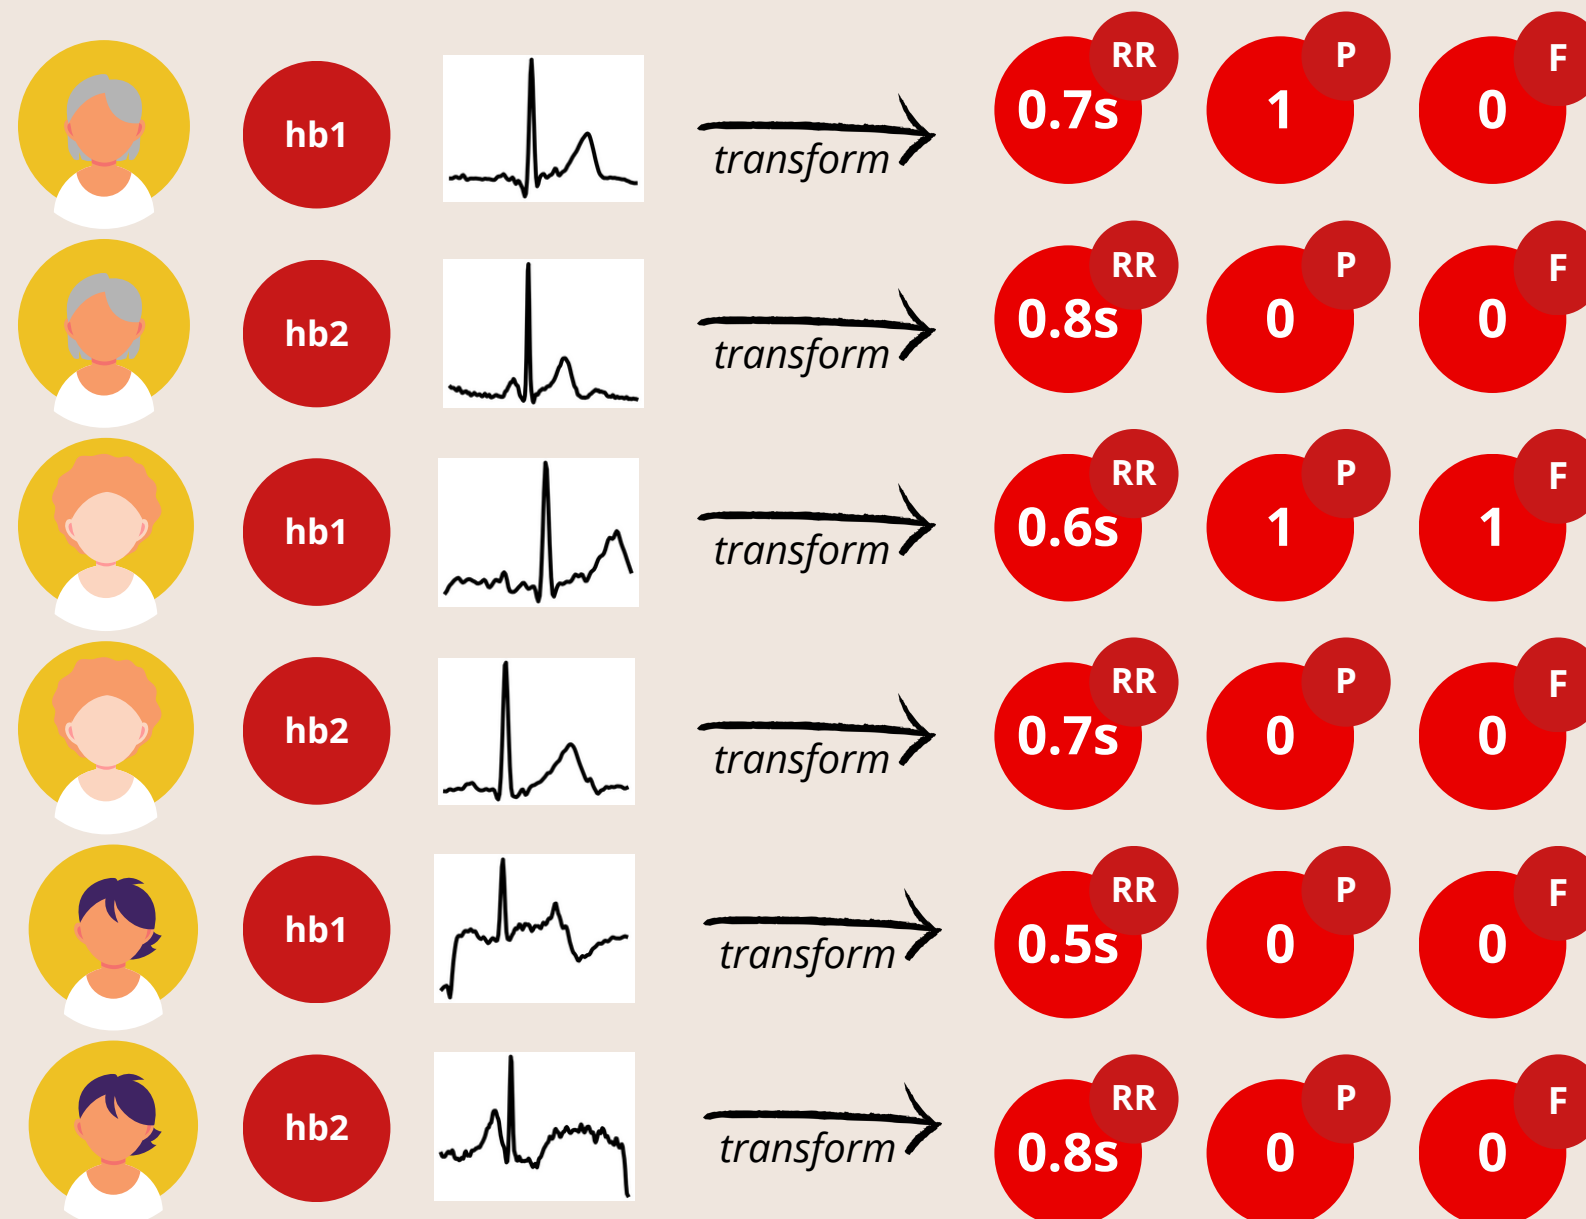 hb1 transform 0.7s RR 1 P 0 F
hb2 transform 0.8s RR 0 P 0 F
hb1 transform 0.6s RR 1 P 1 F
hb2 transform 0.7s RR 0 P 0 F
hb1 transform 0.5s RR 0 P 0 F
hb2 transform 0.8s RR 0 P 0 F